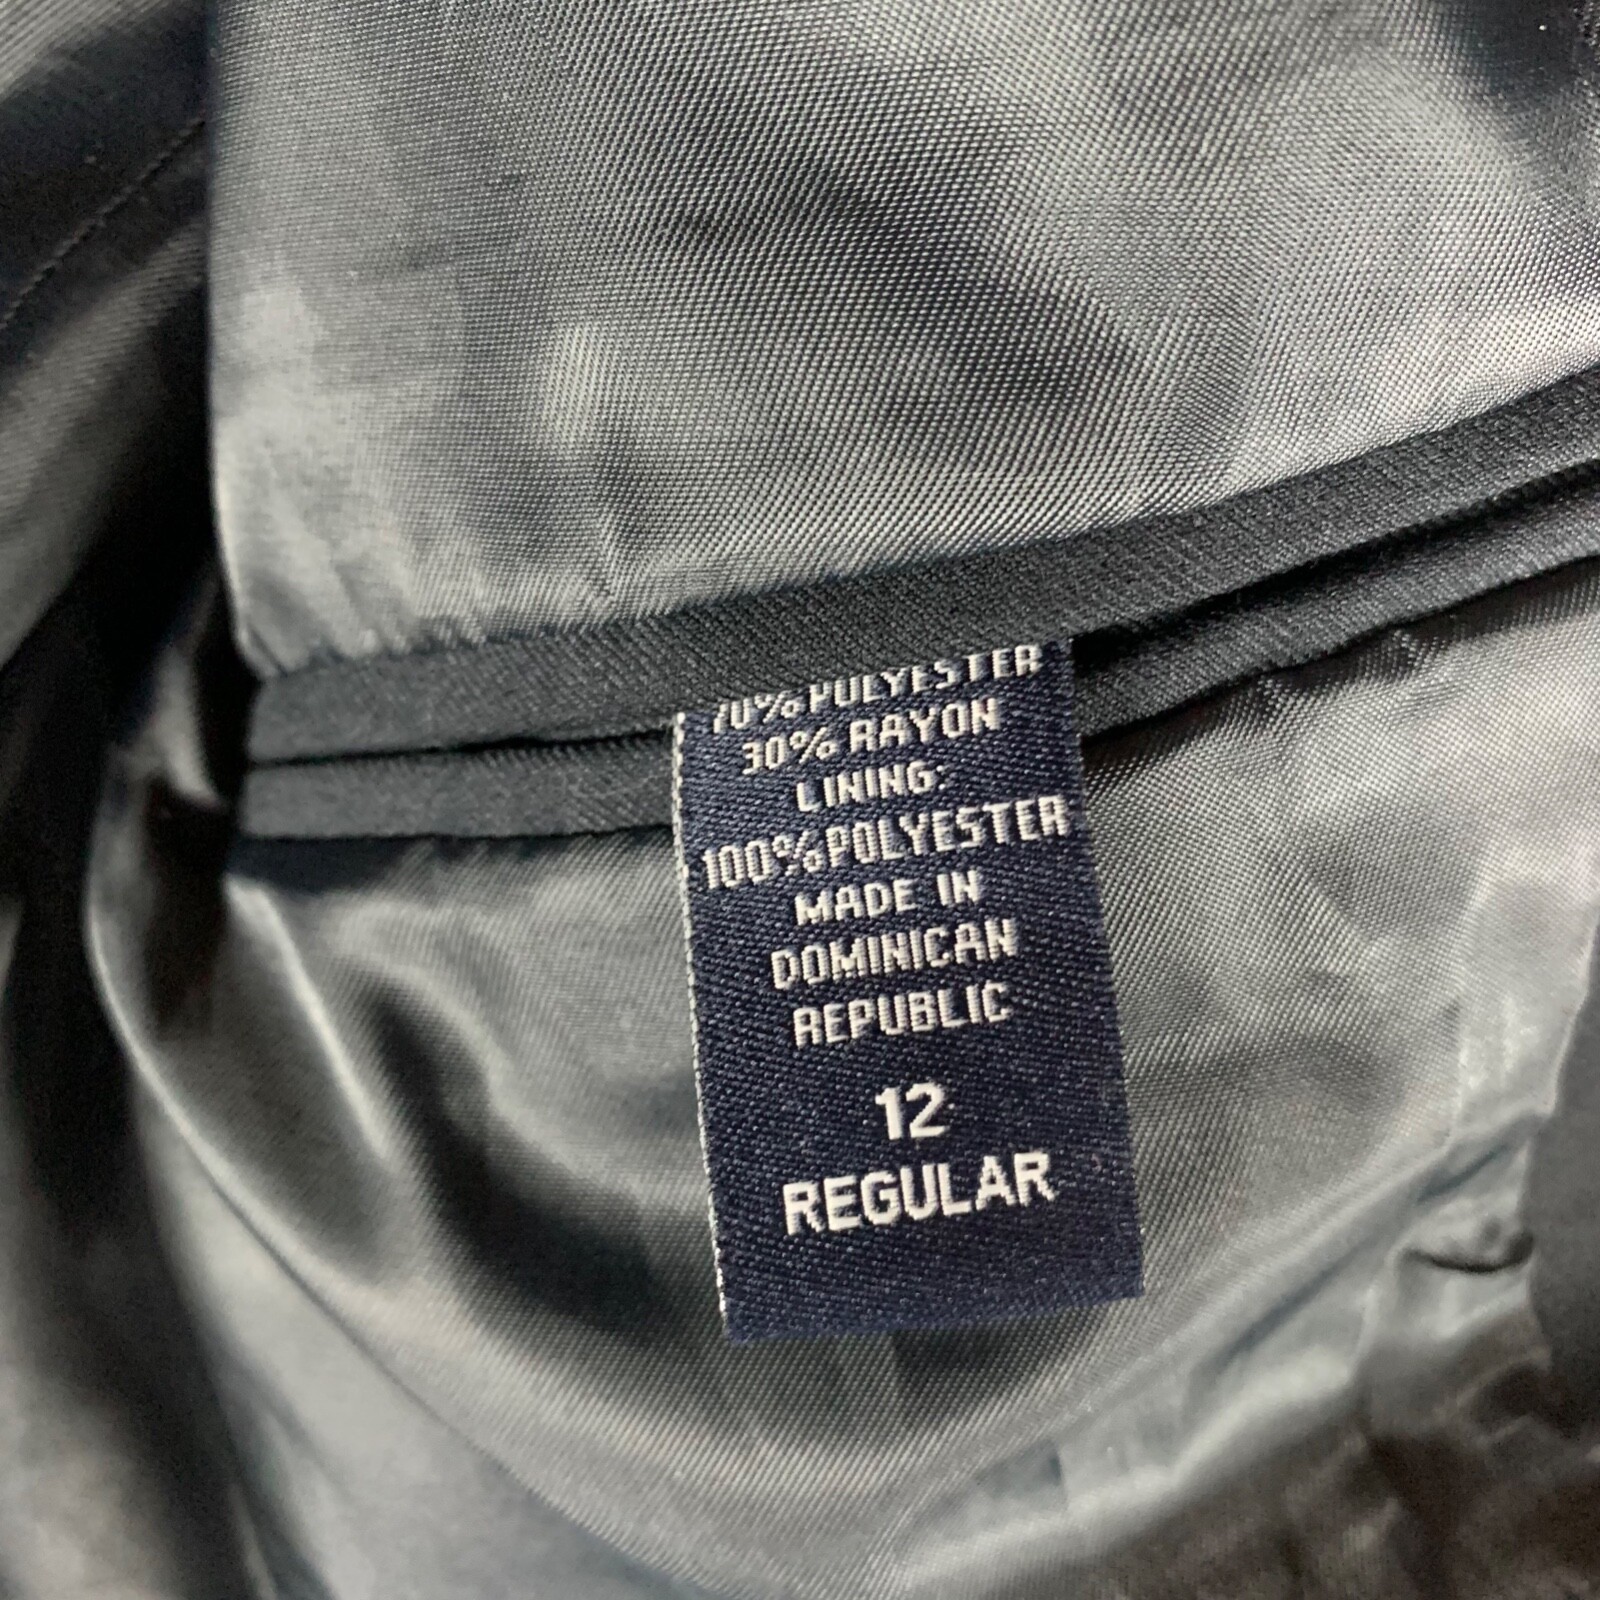 70% POLYESTER
30% RAYON
LINING:
100% POLYESTER
MADE IN
DOMINICAN
REPUBLIC
12
REGULAR